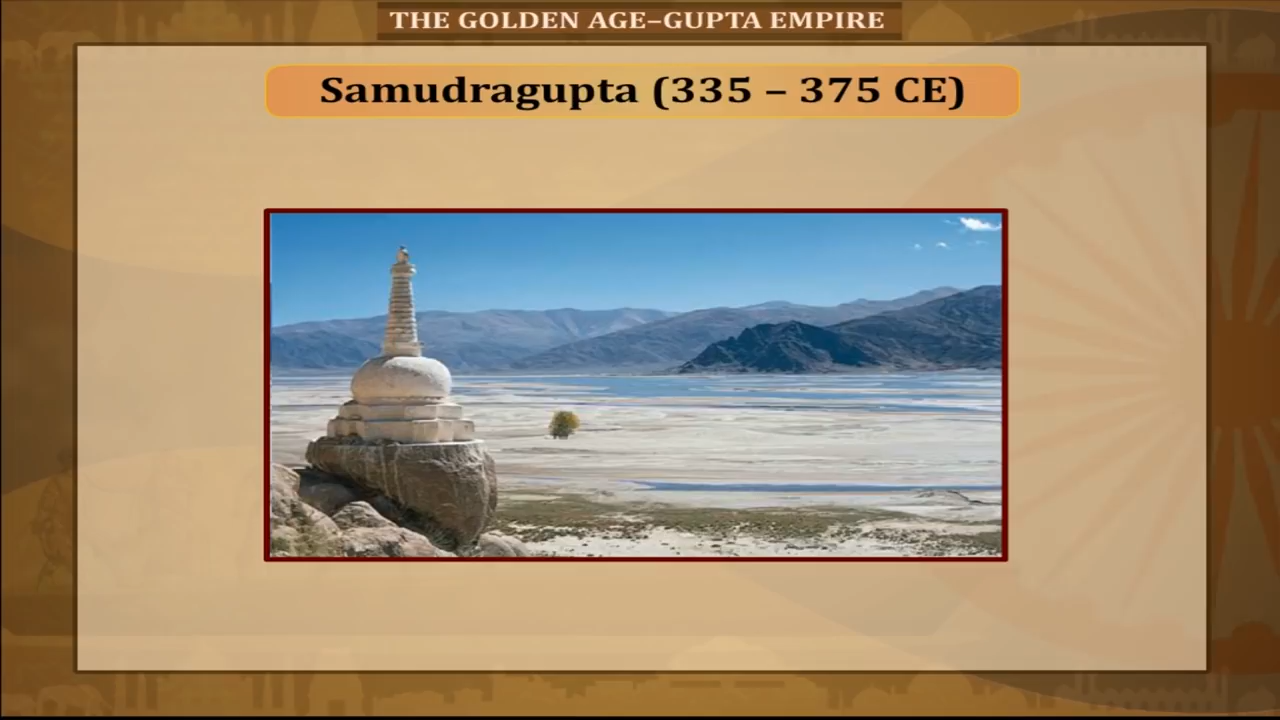 THE GOLDEN AGE–GUPTA EMPIRE
Samudragupta (335 – 375 CE)